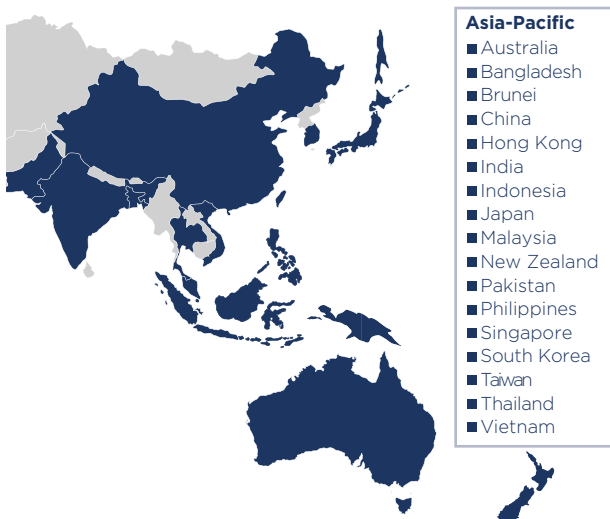 Asia-Pacific
Australia
Bangladesh
Brunei
China
Hong Kong
India
Indonesia
Japan
Malaysia
New Zealand
Pakistan
Philippines
Singapore
South Korea
Taiwan
Thailand
Vietnam